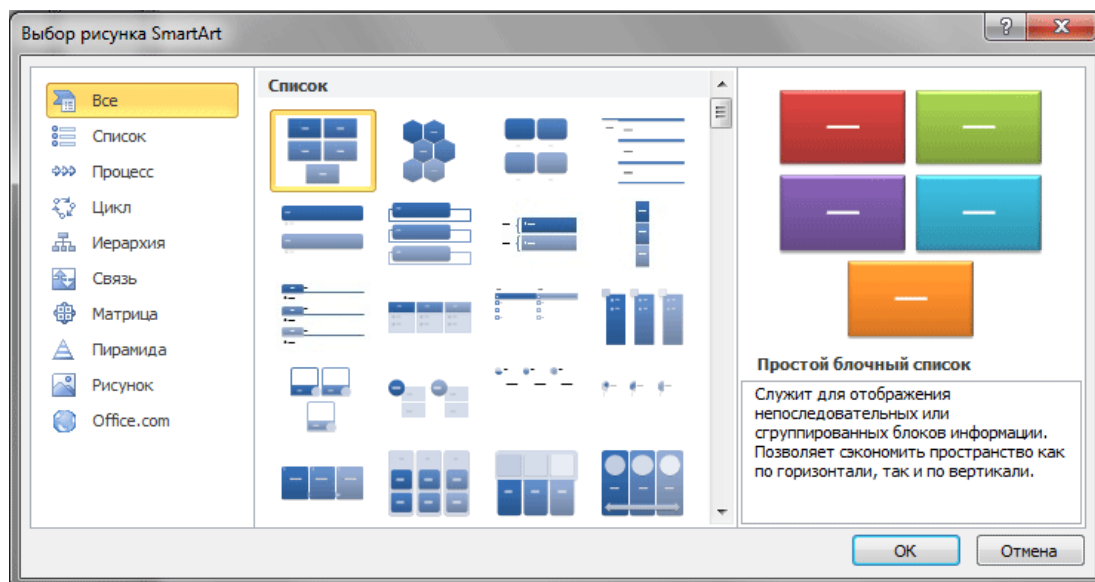 Выбор рисунка SmartArt
Все
Список
Процесс
Цикл
Иерархия
Связь
Матрица
Пирамида
Рисунок
Office.com
Список
Простой блочный список
Служит для отображения
непоследовательных или
сгруппированных блоков информации.
Позволяет сэкономить пространство как
по горизонтали, так и по вертикали.
ОК
Отмена